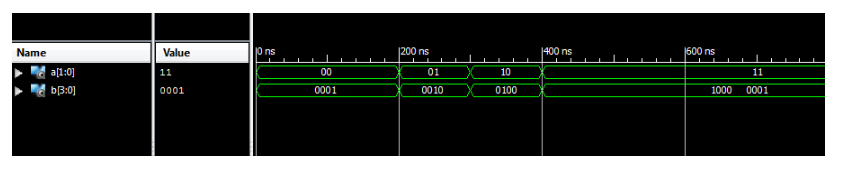 Name Value 0 ns 200 ns 400 ns 600 ns
a[1:0] 11 00 01 10 11
b[3:0] 0001 0001 0010 0100 1000 0001